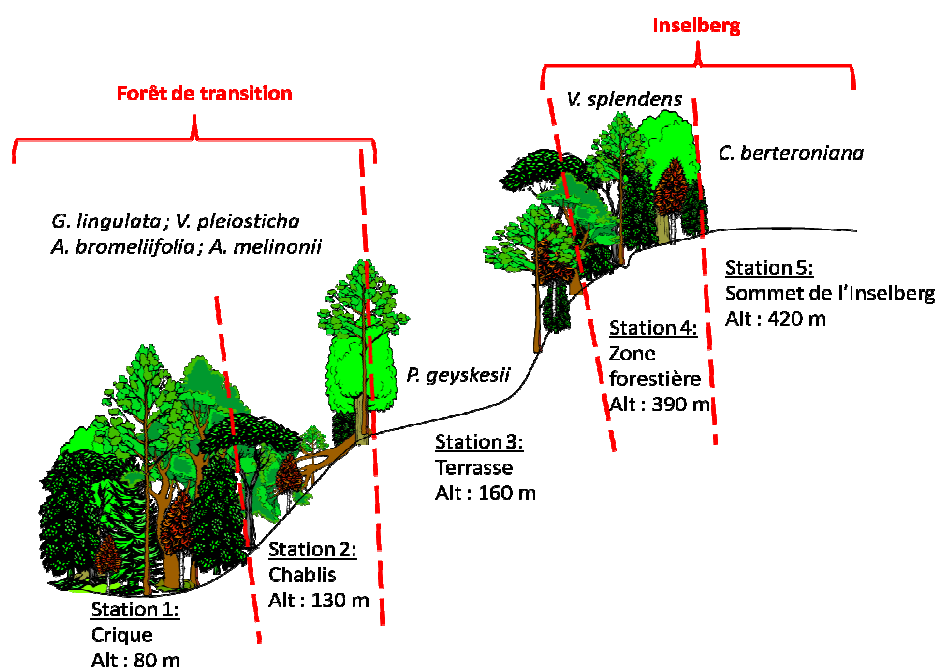 Inselberg
Forêt de transition
V. splendens
C. berteroniana
G. lingulata ; V. pleiosticha
A. bromeliifolia ; A. melinonii
P. geyskesii
Station 5:
Sommet de l'Inselberg
Alt : 420 m
Station 4:
Zone
forestière
Alt : 390 m
Station 3:
Terrasse
Alt : 160 m
Station 2:
Chablis
Alt : 130 m
Station 1:
Crique
Alt : 80 m